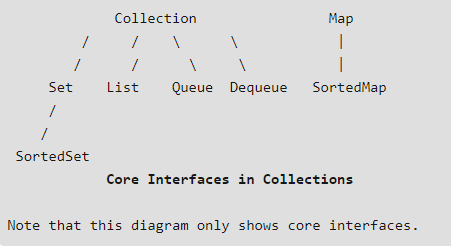 Collection Map
/ / \ \ |
/ / \ \ |
Set List Queue Dequeue SortedMap
/
/
SortedSet
Core Interfaces in Collections
Note that this diagram only shows core interfaces.